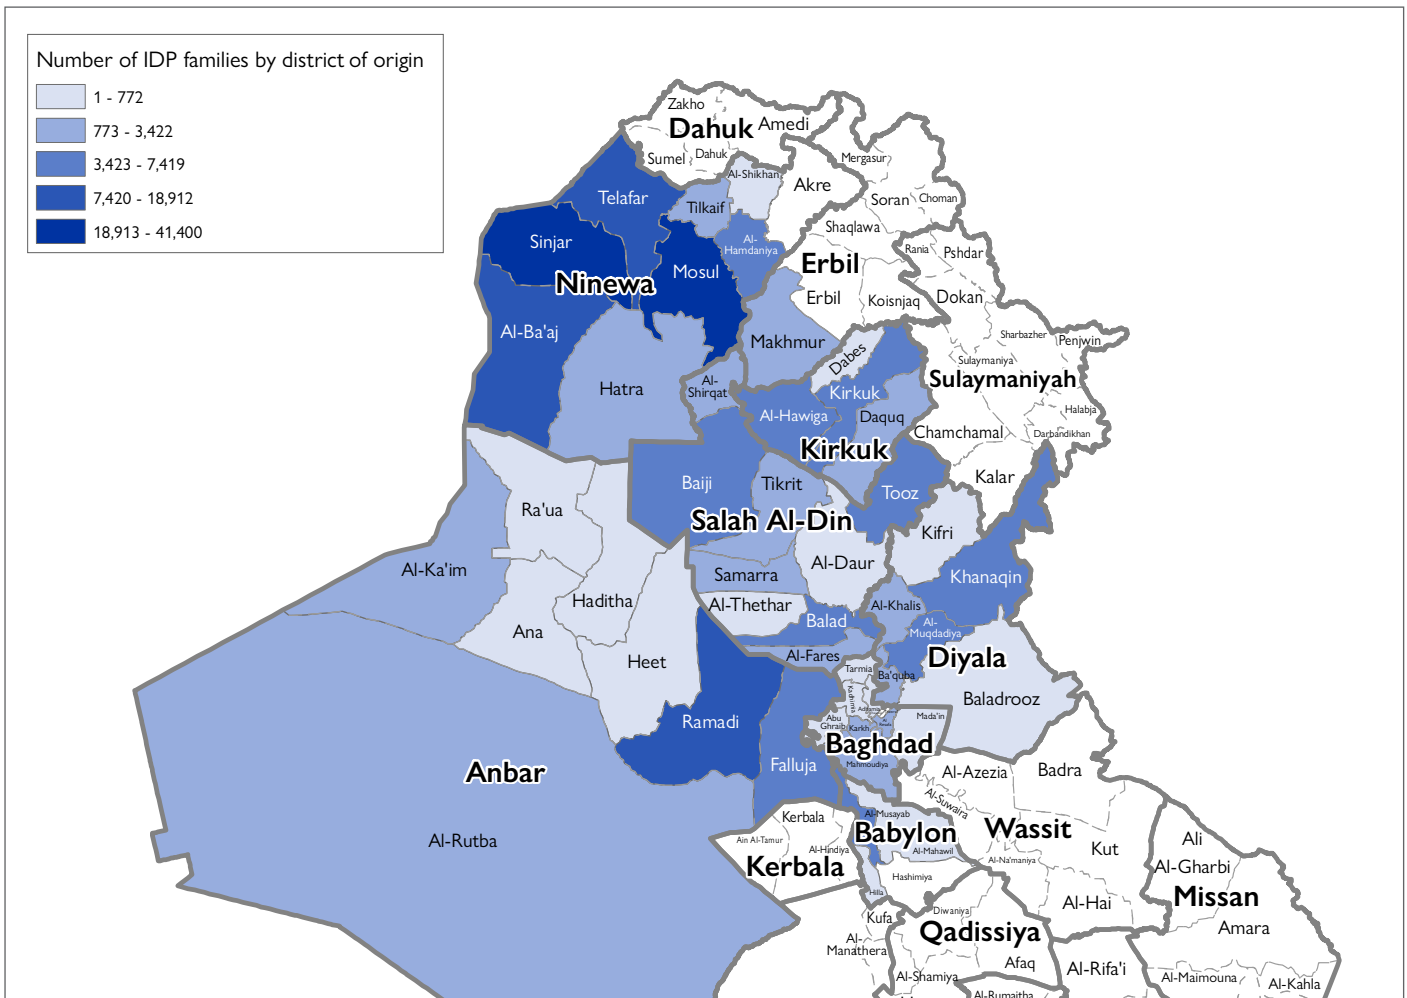 Number of IDP families by district of origin
1 - 772
773 - 3,422
3,423 - 7,419
7,420 - 18,912
18,913 - 41,400
Zakho
Dahuk
Amedi
Sumel
Dahuk
Mergasur
Al-Shikhan
Akre
Telafar
Tilkaif
Soran
Choman
Shaqlawa
Sinjar
Al-
Hamdaniya
Rania
Pshdar
Mosul
Erbil
Ninewa
Erbil
Koisnjaq
Dokan
Al-Ba'aj
Makhmur
Sharbazher
Penjwin
Dabes
Sulaymaniya
Sulaymaniyah
Hatra
Al-
Shirqat
Kirkuk
Al-Hawiga
Daquq
Halabja
Chamchamal
Darbandikhan
Kirkuk
Kalar
Baiji
Tikrit
Tooz
Ra'ua
Salah Al-Din
Kifri
Al-Ka'im
Al-Daur
Khanaqin
Samarra
Haditha
Al-Thethar
Al-Khalis
Balad
Al-
Muqdadiya
Ana
Heet
Al-Fares
Diyala
Tarmia
Ba'quba
Kadhimia
Baladrooz
Adhamia
Ramadi
Abu
Ghraib
Karkh
Mada'in
Baghdad
Falluja
Mahmoudiya
Anbar
Al-Azezia
Badra
Al-Suwaira
Al-Rutba
Kerbala
Al-Musayab
Babylon
Wassit
Ain Al-Tamur
Al-Hindiya
Al-Mahawil
Kut
Ali
Al-Gharbi
Kerbala
Al-Na'maniya
Hashimiya
Hilla
Missan
Al-Hai
Kufa
Diwaniya
Qadissiya
Amara
Al-
Manathera
Afaq
Al-Rifa'i
Al-Shamiya
Al-Maimouna
Al-Kahla
Al-Rumaitha